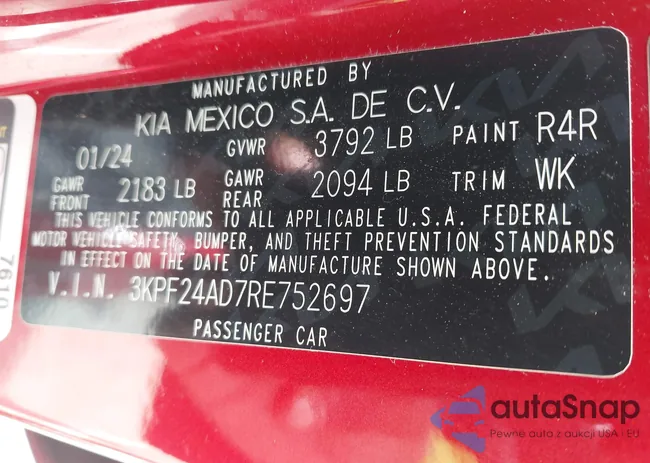 MANUFACTURED BY
KIA MEXICO S.A. DE C.V.
01/24 GVWR 3792 LB PAINT R4R
GAWR FRONT 2183 LB GAWR REAR 2094 LB TRIM WK
THIS VEHICLE CONFORMS TO ALL APPLICABLE U.S.A. FEDERAL
MOTOR VEHICLE SAFETY, BUMPER, AND THEFT PREVENTION STANDARDS
IN EFFECT ON THE DATE OF MANUFACTURE SHOWN ABOVE.
V.I.N. 3KPF24AD7RE752697
PASSENGER CAR
7610
autaSnap
Pewne auta z aukcji USA i EU